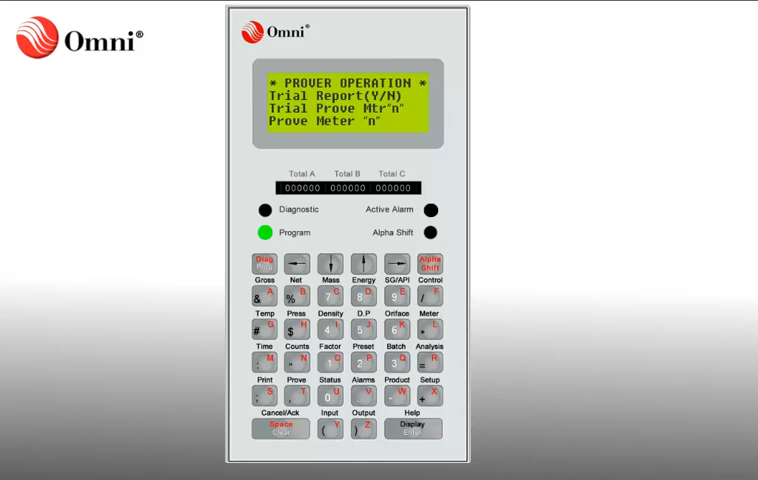 Omni®
Omni®
* PROVER OPERATION *
Trial Report(Y/N)
Trial Prove Mtr"n"
Prove Meter "n"
Total A Total B Total C
000000 000000 000000
Diagnostic Active Alarm
Program Alpha Shift
Diag Prog ← ↓ ↑ → Alpha Shift
Gross Net Mass Energy SG/API Control
& A % B 7 C 8 D 9 E / F
Temp Press Density D.P Oriface Meter
# G $ H 4 I 5 J 6 K * L
Time Counts Factor Preset Batch Analysis
: M " N 1 O 2 P 3 Q = R
Print Prove Status Alarms Product Setup
; S , T 0 U V - W + X
Cancel/Ack Input Output Help
Space Clear ( Y ) Z Display Enter